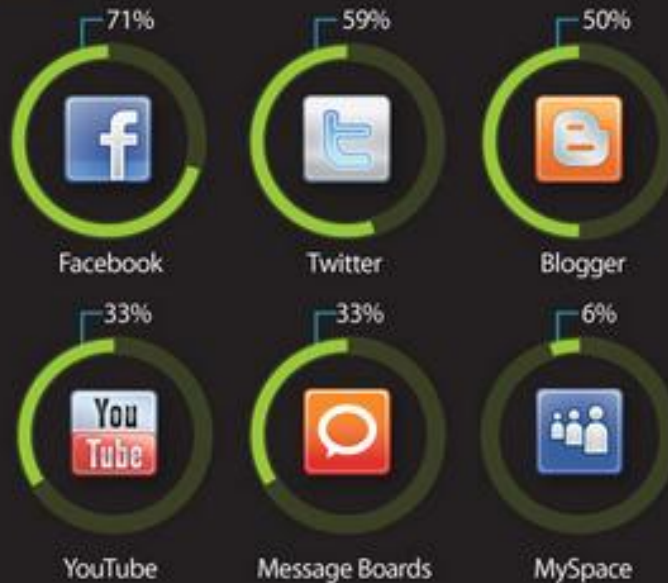 71% 59% 50%
f t B
Facebook Twitter Blogger
33% 33% 6%
You
Tube
YouTube Message Boards MySpace